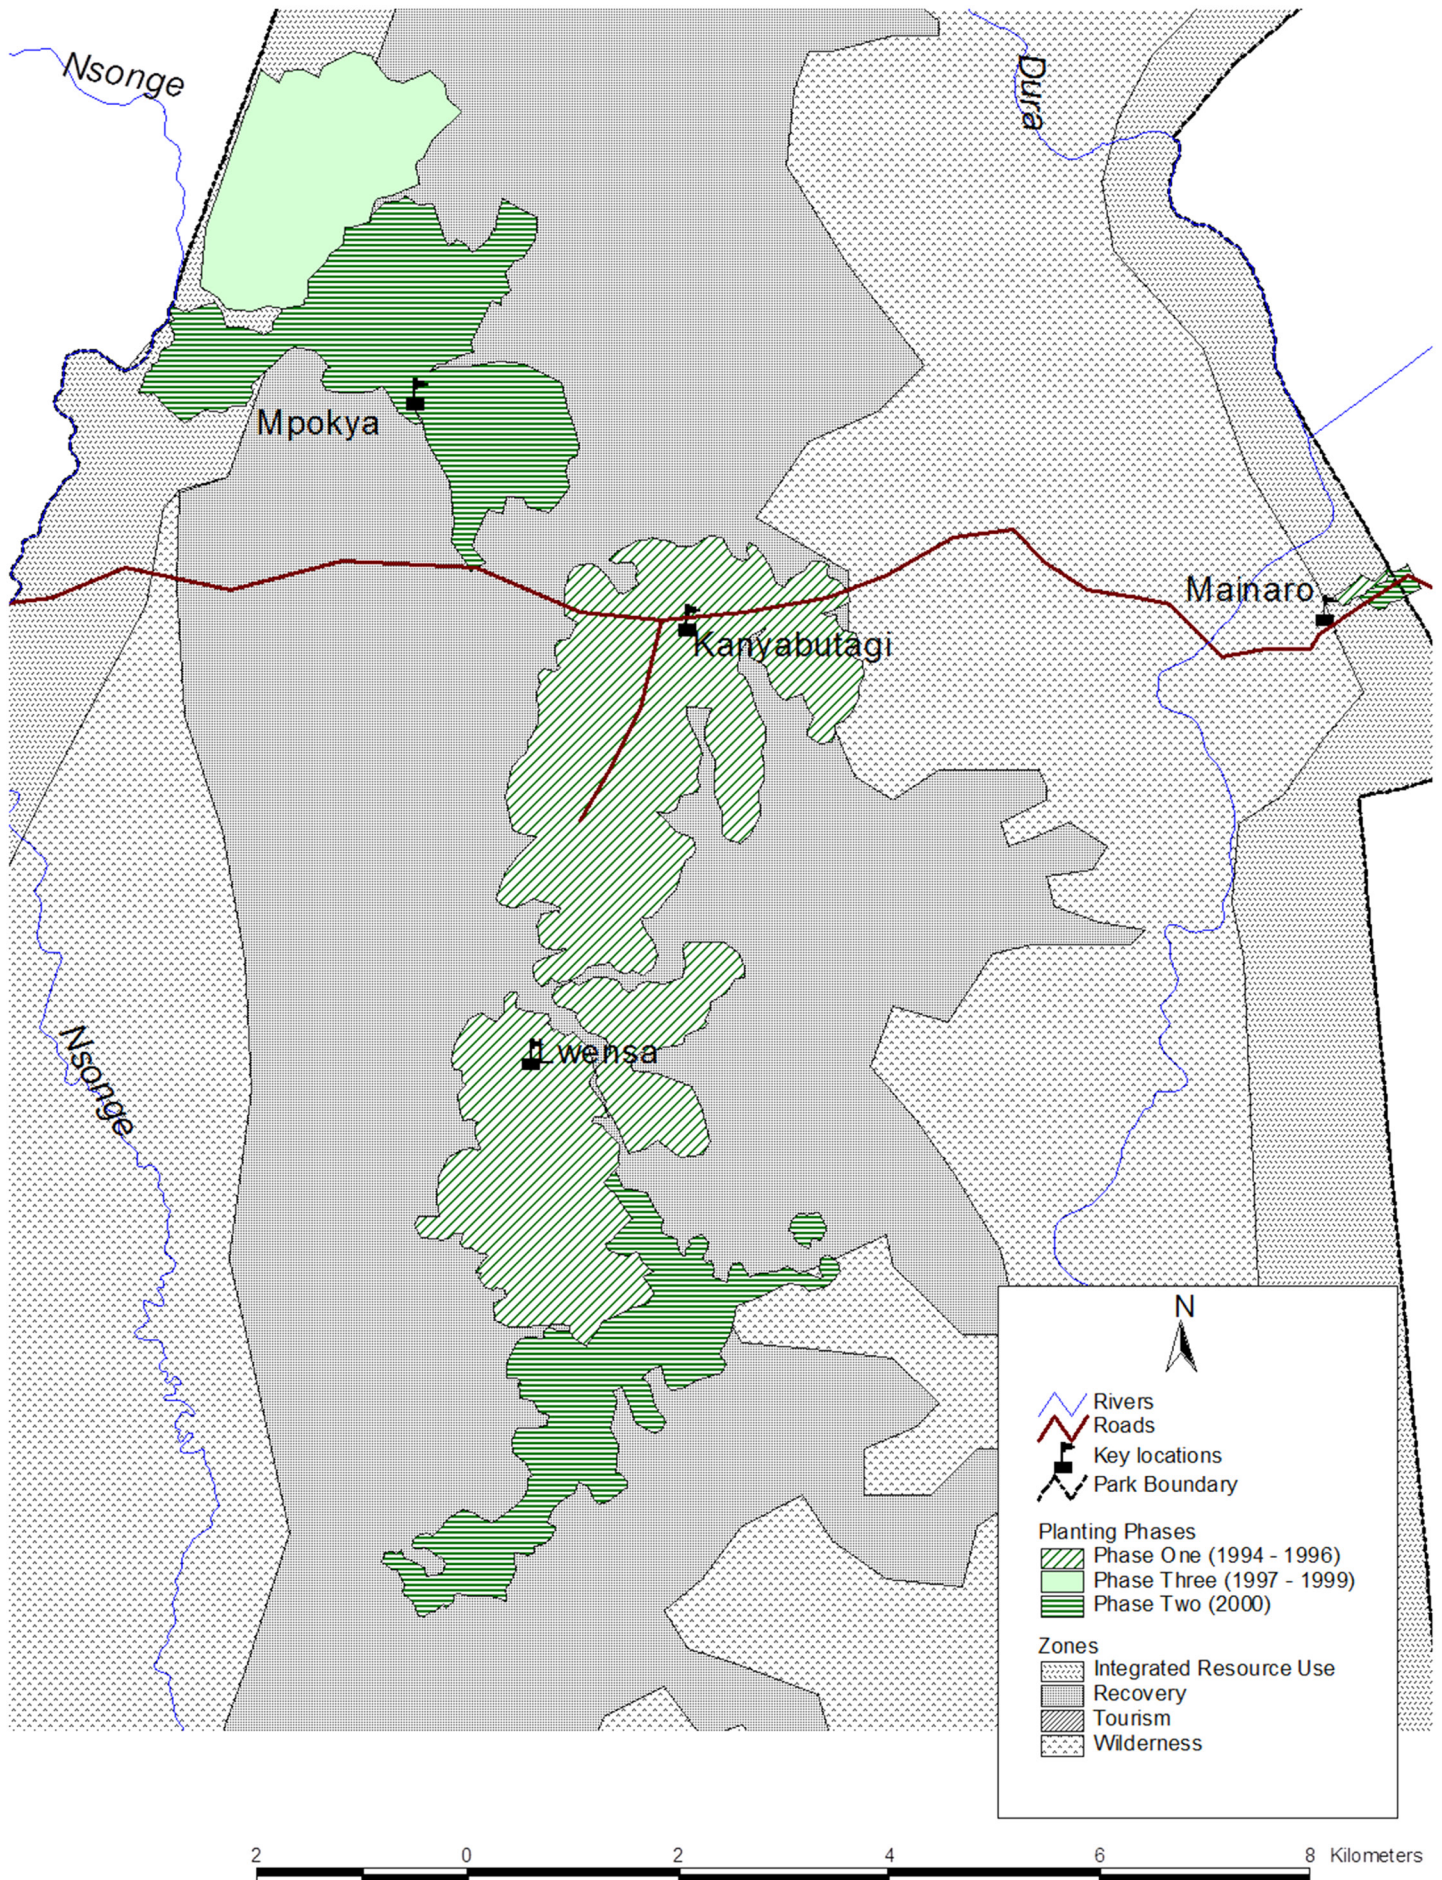 Nsonge
Dura
Mpokya
Mainaro
Kanyabutagi
Lwensa
Nsonge
N
Rivers
Roads
Key locations
Park Boundary
Planting Phases
Phase One (1994 - 1996)
Phase Three (1997 - 1999)
Phase Two (2000)
Zones
Integrated Resource Use
Recovery
Tourism
Wilderness
2 0 2 4 6 8 Kilometers